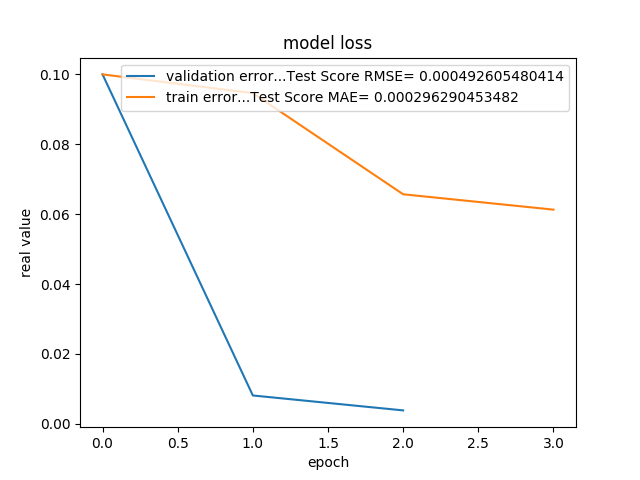 model loss
validation error...Test Score RMSE= 0.000492605480414
train error...Test Score MAE= 0.000296290453482
real value
0.10
0.08
0.06
0.04
0.02
0.00
0.0 0.5 1.0 1.5 2.0 2.5 3.0
epoch